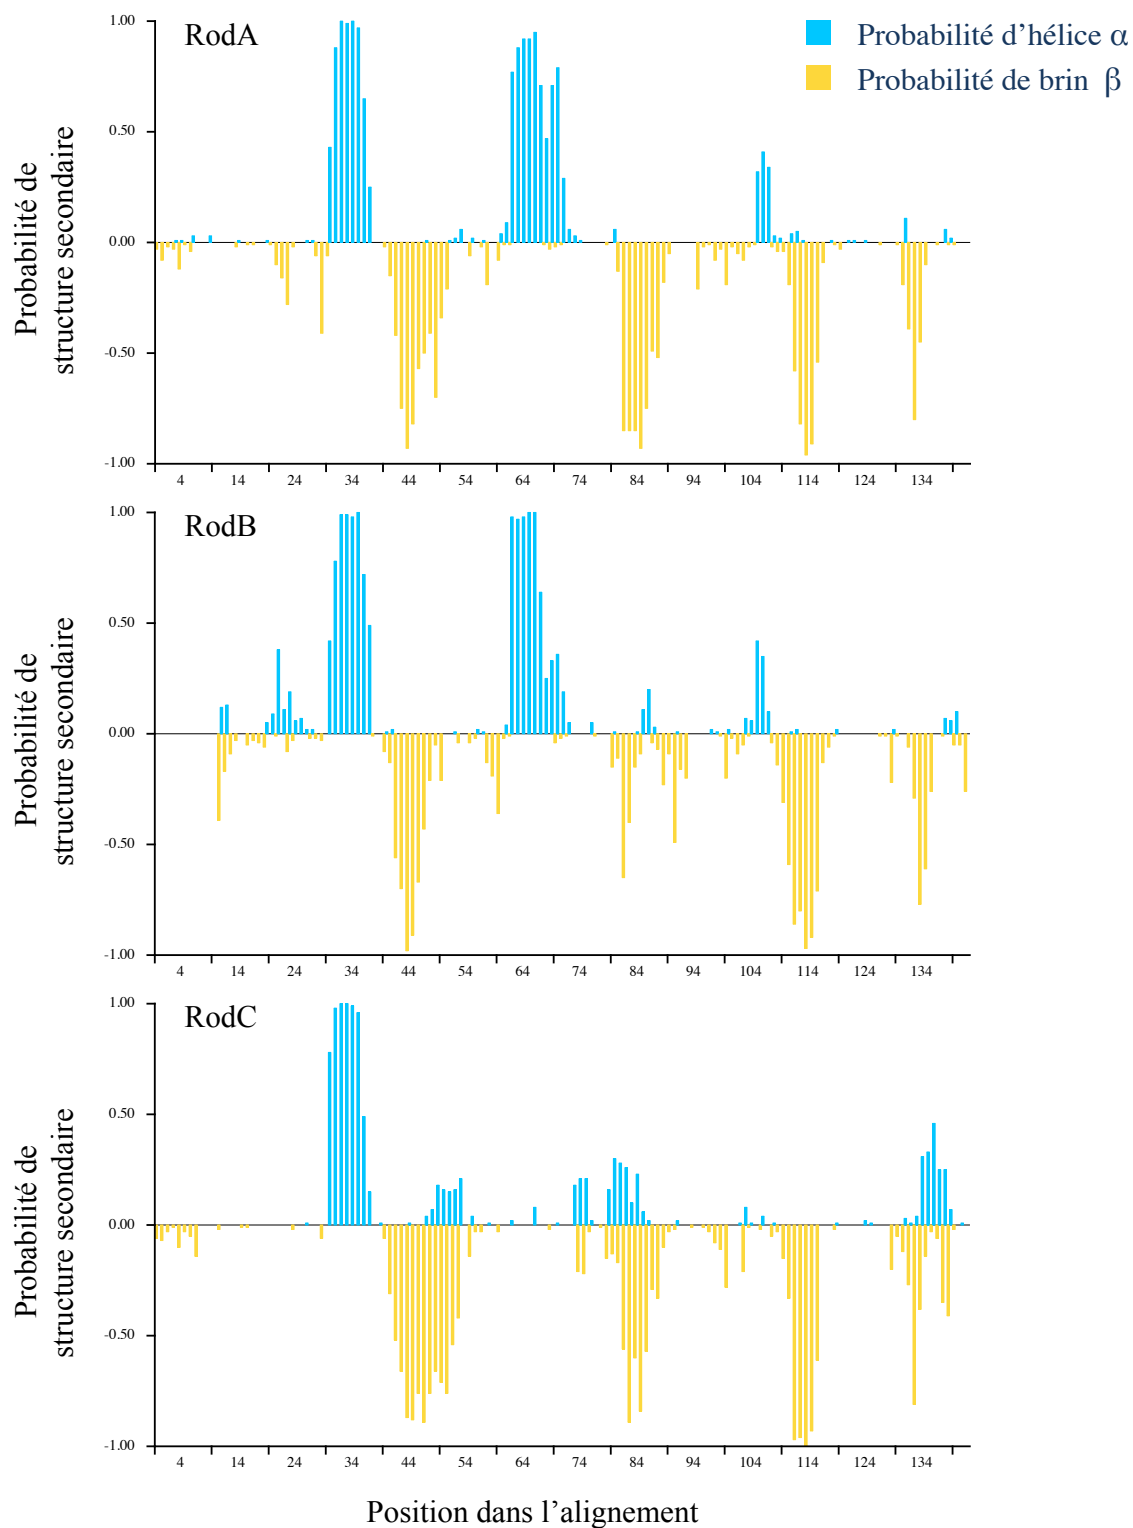 RodA
Probabilité d’hélice α
Probabilité de brin β
Probabilité de
structure secondaire
1.00
0.50
0.00
-0.50
-1.00
4 14 24 34 44 54 64 74 84 94 104 114 124 134
RodB
Probabilité de
structure secondaire
1.00
0.50
0.00
-0.50
-1.00
4 14 24 34 44 54 64 74 84 94 104 114 124 134
RodC
Probabilité de
structure secondaire
1.00
0.50
0.00
-0.50
-1.00
4 14 24 34 44 54 64 74 84 94 104 114 124 134
Position dans l’alignement